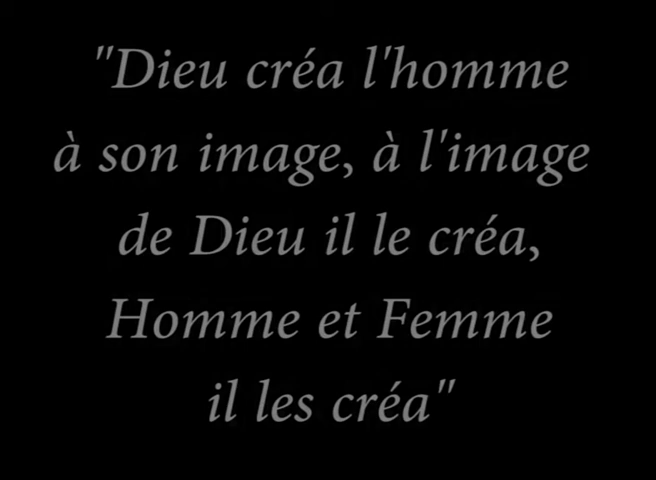 "Dieu créa l'homme
à son image, à l'image
de Dieu il le créa,
Homme et Femme
il les créa"